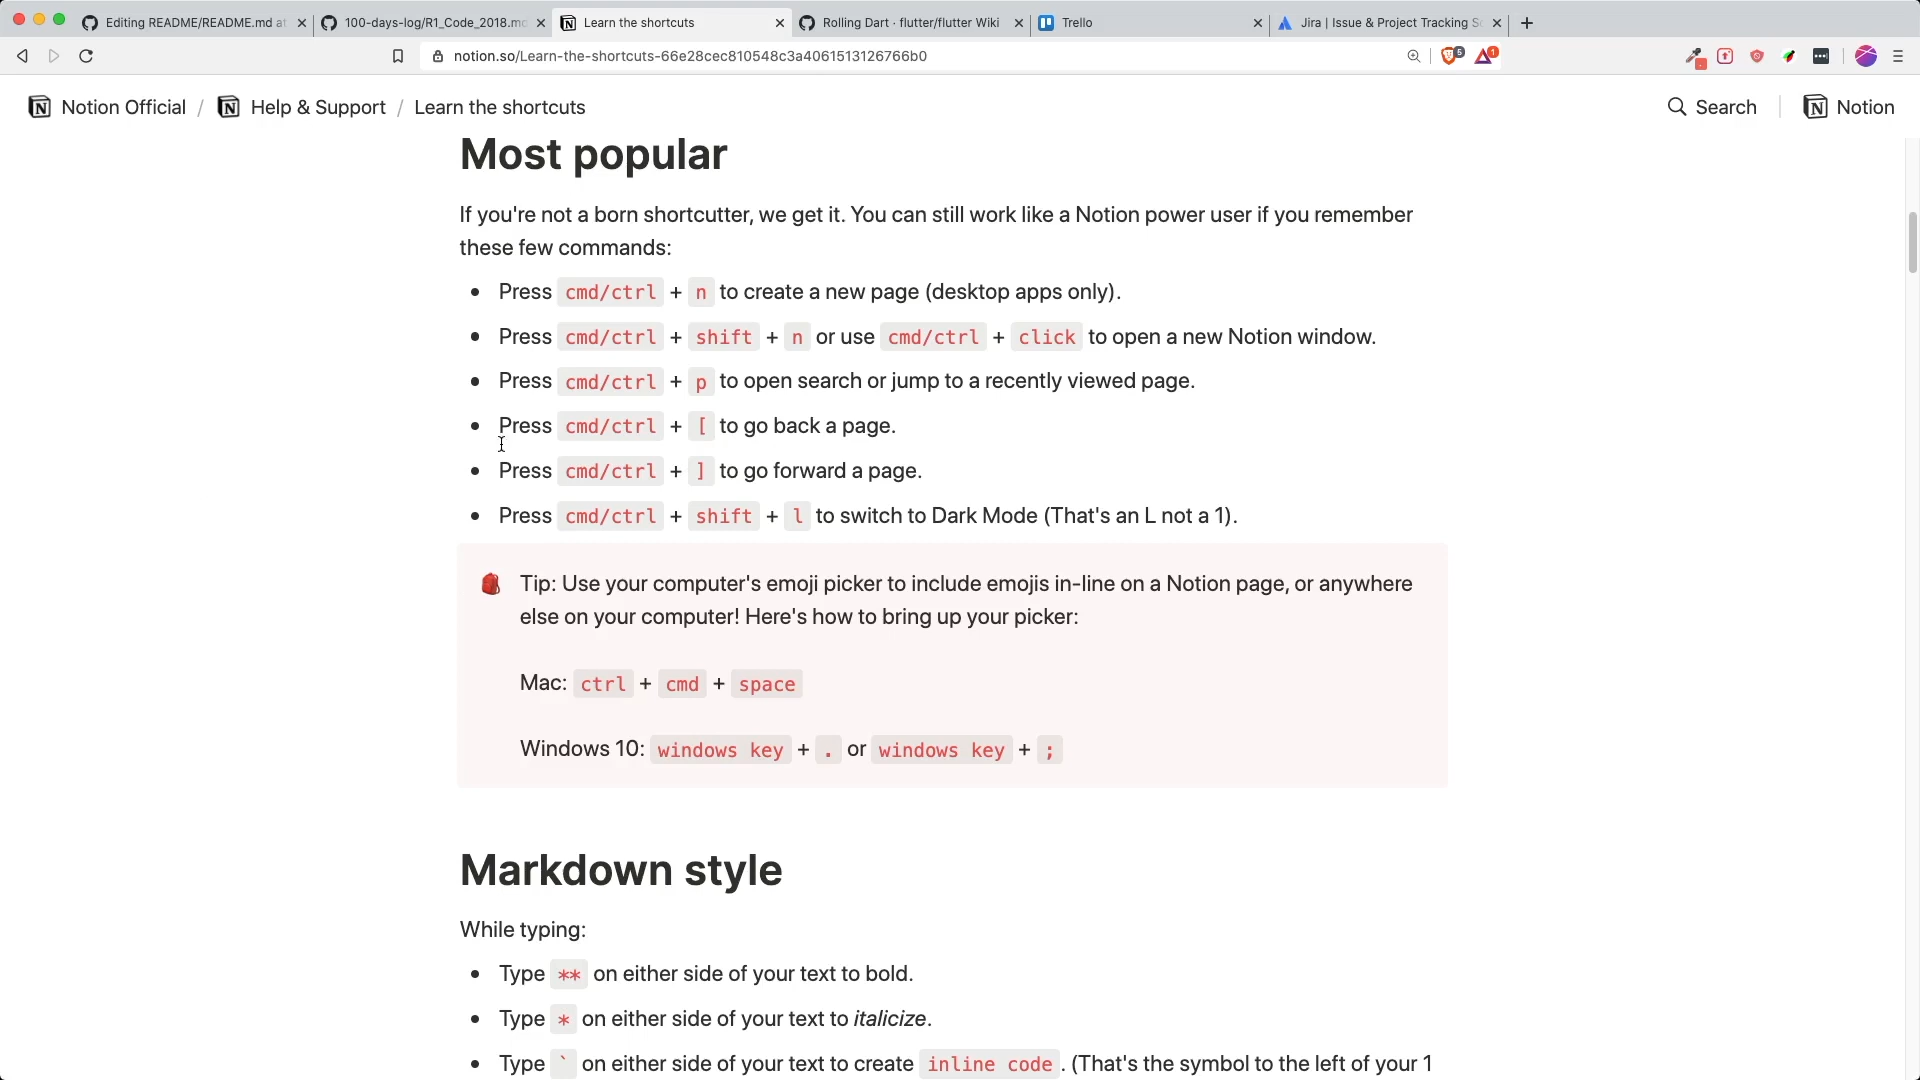 Editing README/README.md at
100-days-log/R1_Code_2018.md
Learn the shortcuts
Rolling Dart · flutter/flutter Wiki
Trello
Jira | Issue & Project Tracking S
notion.so/Learn-the-shortcuts-66e28cec810548c3a4061513126766b0
5
1
Notion Official / Help & Support / Learn the shortcuts
Search
Notion
Most popular
If you're not a born shortcutter, we get it. You can still work like a Notion power user if you remember
these few commands:
• Press cmd/ctrl + n to create a new page (desktop apps only).
• Press cmd/ctrl + shift + n or use cmd/ctrl + click to open a new Notion window.
• Press cmd/ctrl + p to open search or jump to a recently viewed page.
• Press cmd/ctrl + [ to go back a page.
• Press cmd/ctrl + ] to go forward a page.
• Press cmd/ctrl + shift + l to switch to Dark Mode (That's an L not a 1).
Tip: Use your computer's emoji picker to include emojis in-line on a Notion page, or anywhere
else on your computer! Here's how to bring up your picker:
Mac: ctrl + cmd + space
Windows 10: windows key + . or windows key + ;
Markdown style
While typing:
• Type ** on either side of your text to bold.
• Type * on either side of your text to italicize.
• Type ` on either side of your text to create inline code. (That's the symbol to the left of your 1